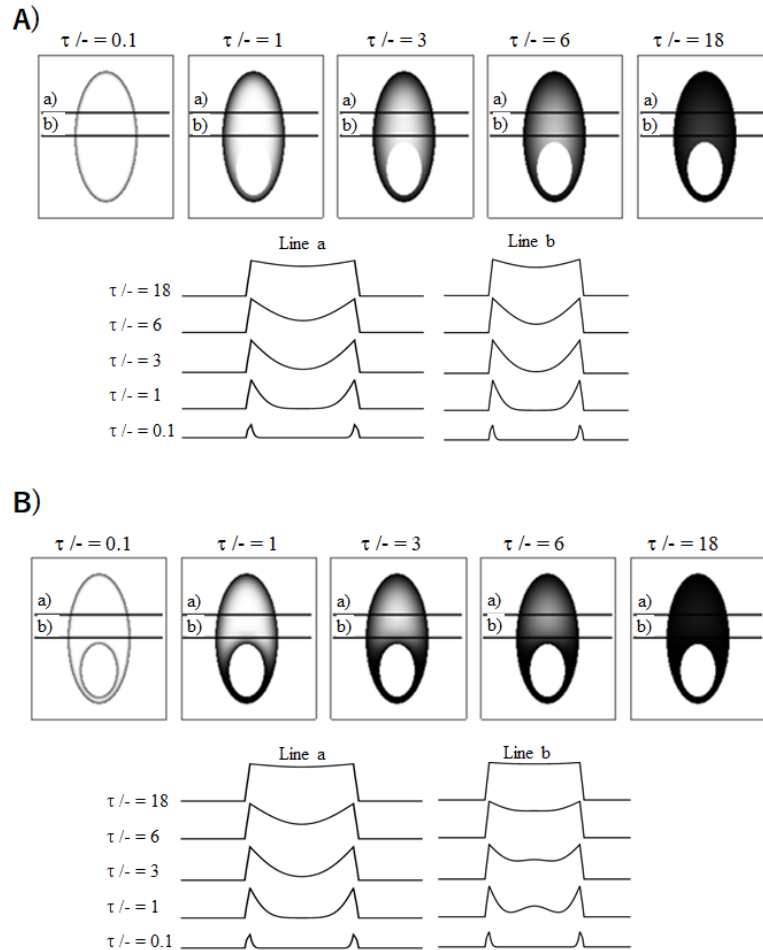 A)
τ /- = 0.1 τ /- = 1 τ /- = 3 τ /- = 6 τ /- = 18
a) a) a) a) a)
b) b) b) b) b)
Line a Line b
τ /- = 18
τ /- = 6
τ /- = 3
τ /- = 1
τ /- = 0.1
B)
τ /- = 0.1 τ /- = 1 τ /- = 3 τ /- = 6 τ /- = 18
a) a) a) a) a)
b) b) b) b) b)
Line a Line b
τ /- = 18
τ /- = 6
τ /- = 3
τ /- = 1
τ /- = 0.1